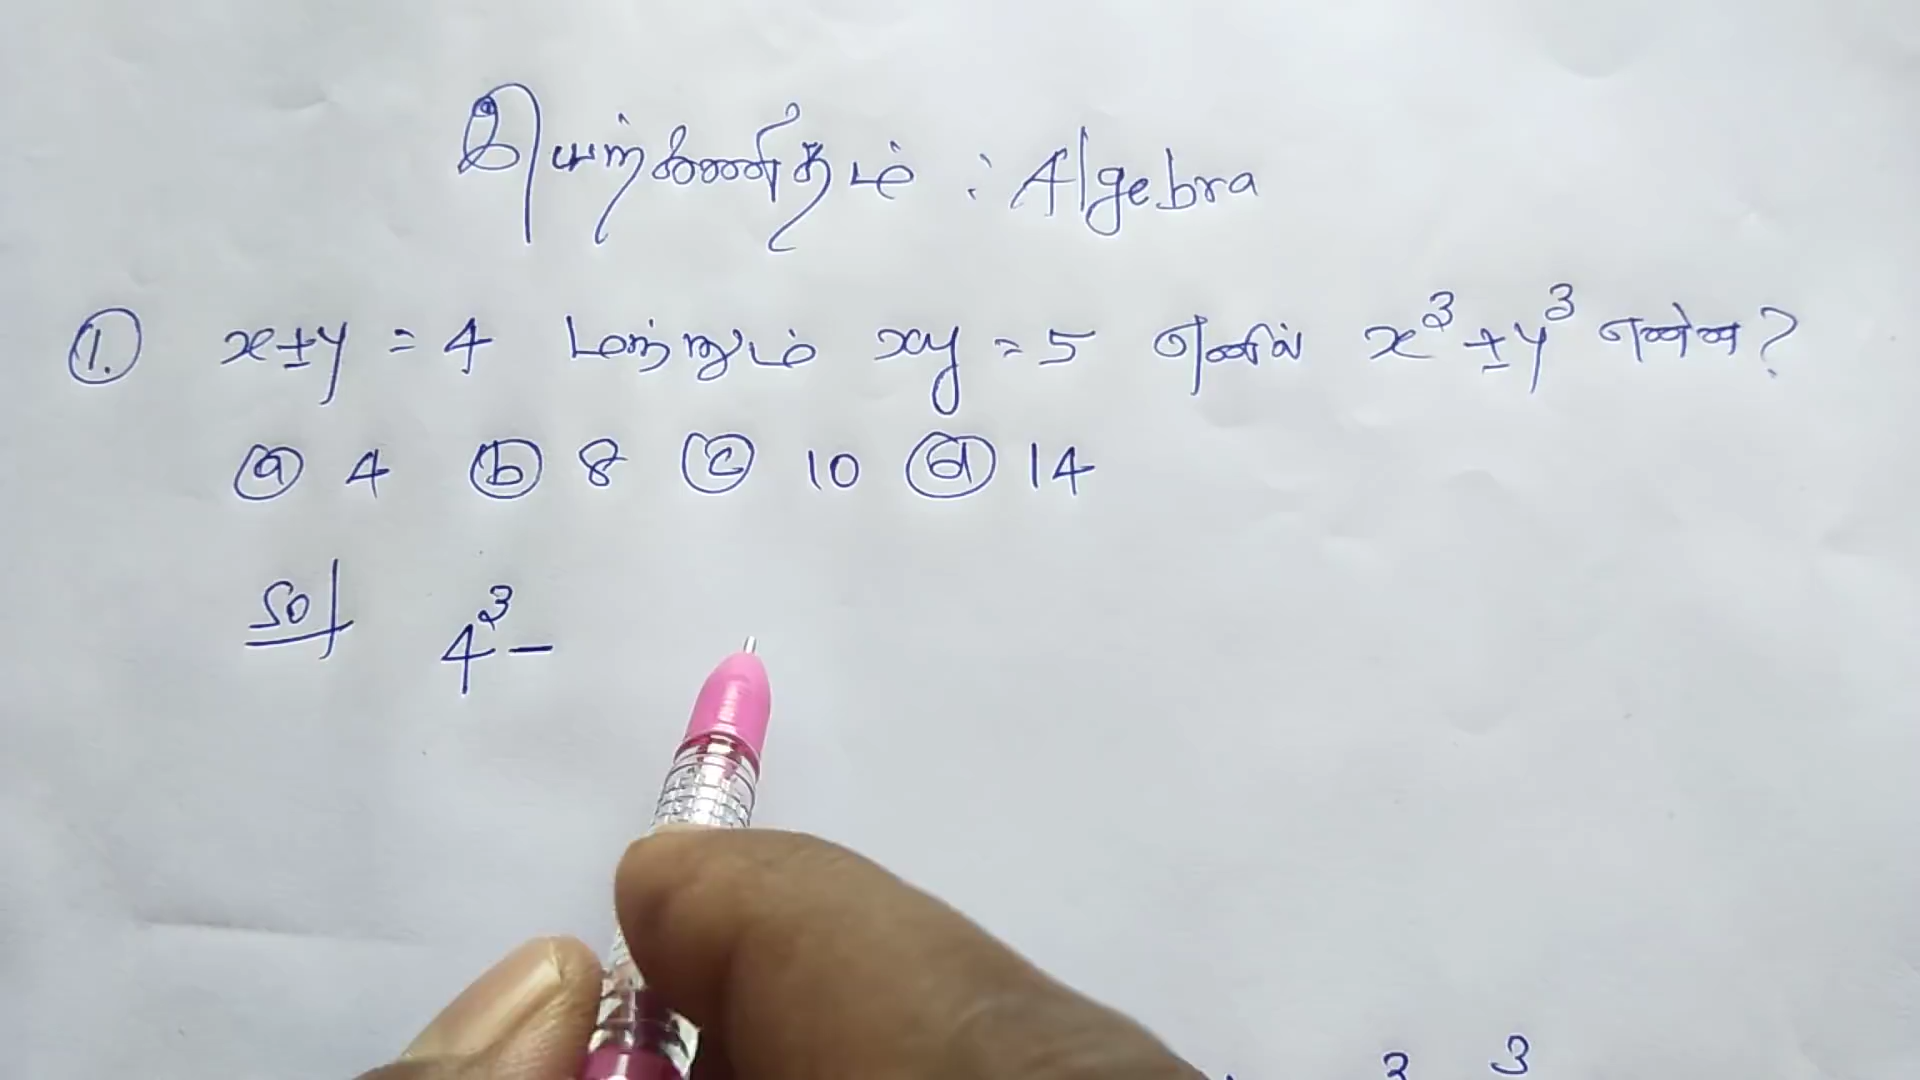 இயற்கணிதம் : Algebra
1. x±y = 4 மற்றும் xy = 5 எனில் x³ ± y³ என்ன?
a 4 b 8 c 10 d 14
Sol 4³ −
3 3